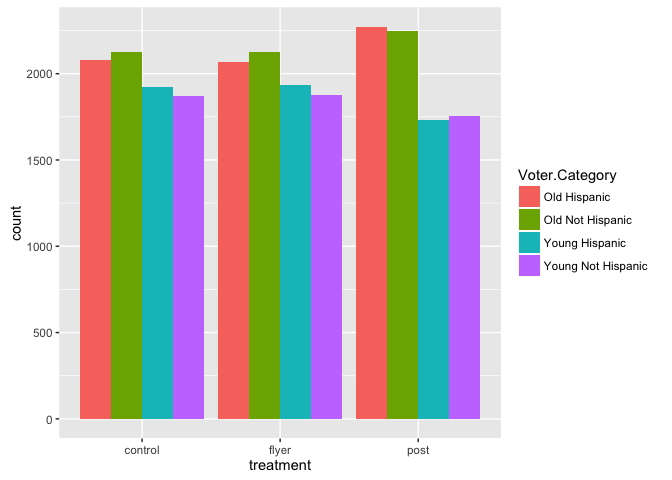 2000
1500
1000
500
0
count
control
flyer
post
treatment
Voter.Category
Old Hispanic
Old Not Hispanic
Young Hispanic
Young Not Hispanic